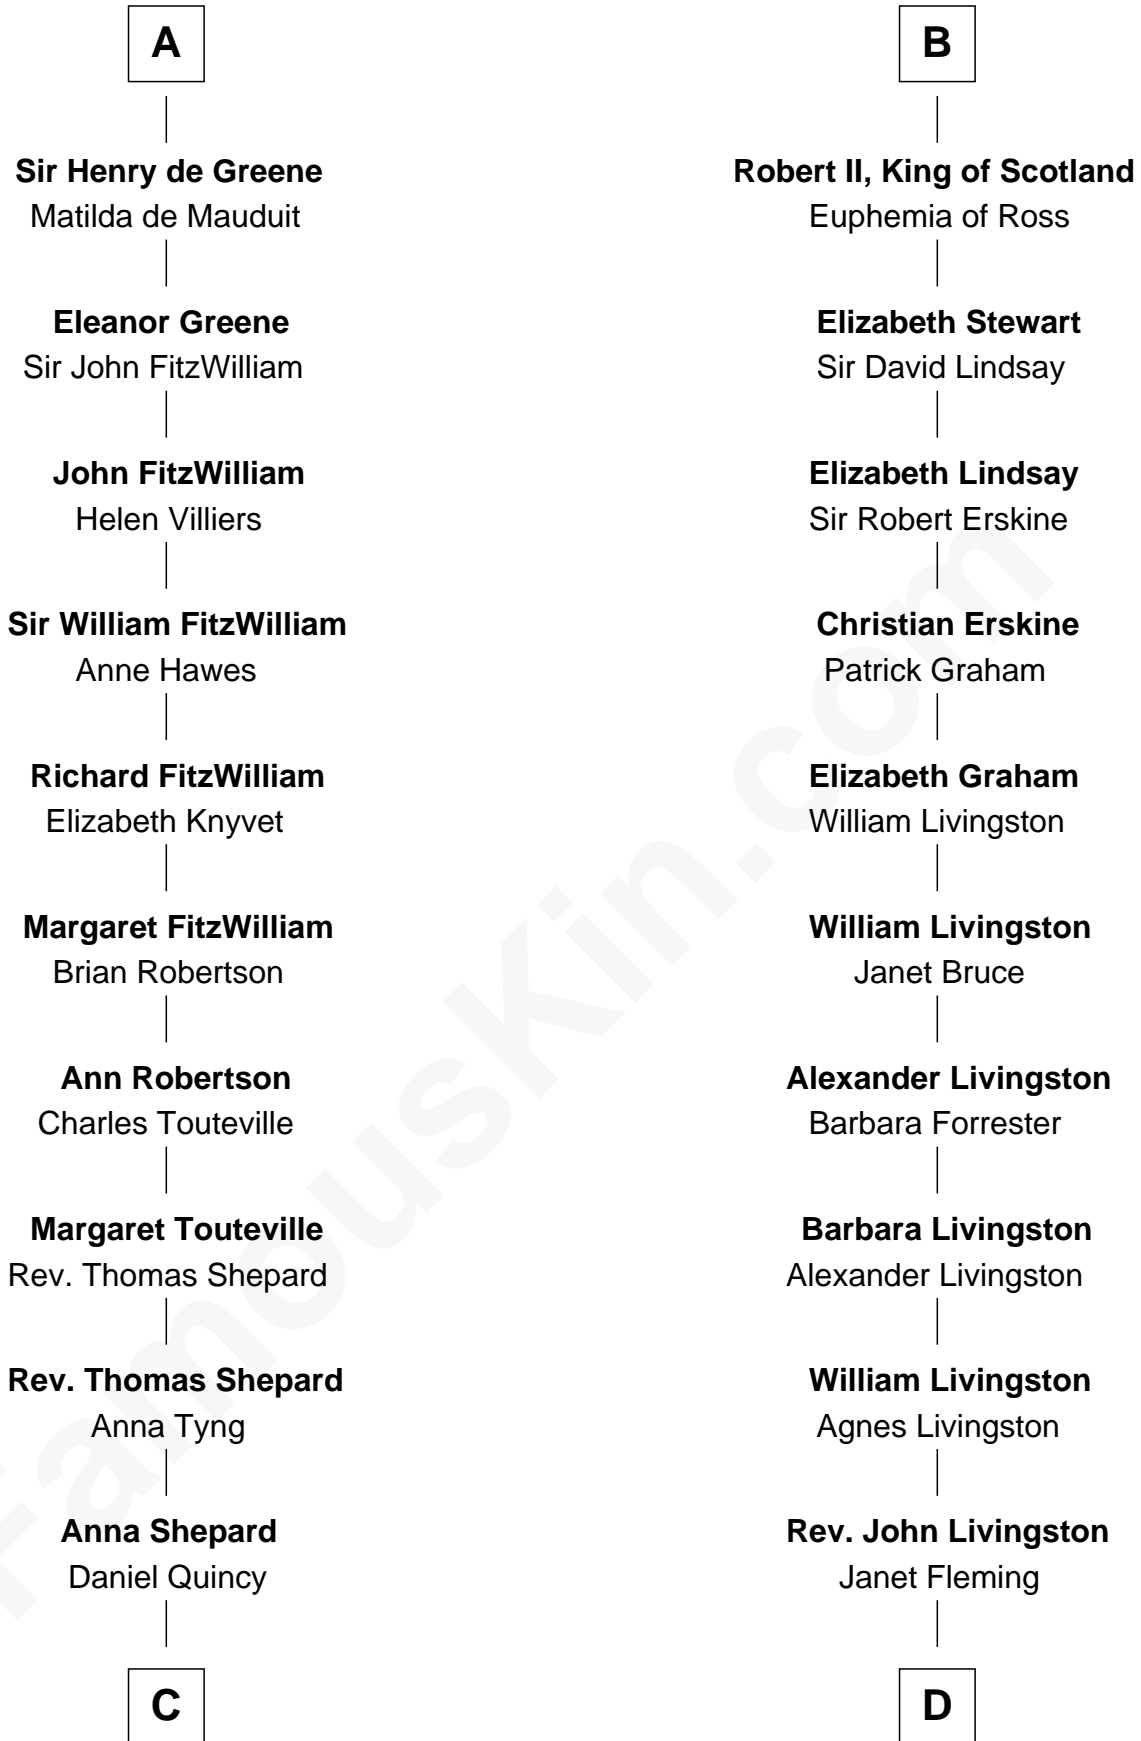 A
Sir Henry de Greene
Matilda de Mauduit
Eleanor Greene
Sir John FitzWilliam
John FitzWilliam
Helen Villiers
Sir William FitzWilliam
Anne Hawes
Richard FitzWilliam
Elizabeth Knyvet
Margaret FitzWilliam
Brian Robertson
Ann Robertson
Charles Touteville
Margaret Touteville
Rev. Thomas Shepard
Rev. Thomas Shepard
Anna Tyng
Anna Shepard
Daniel Quincy
C
B
Robert II, King of Scotland
Euphemia of Ross
Elizabeth Stewart
Sir David Lindsay
Elizabeth Lindsay
Sir Robert Erskine
Christian Erskine
Patrick Graham
Elizabeth Graham
William Livingston
William Livingston
Janet Bruce
Alexander Livingston
Barbara Forrester
Barbara Livingston
Alexander Livingston
William Livingston
Agnes Livingston
Rev. John Livingston
Janet Fleming
D
FamousKin.com